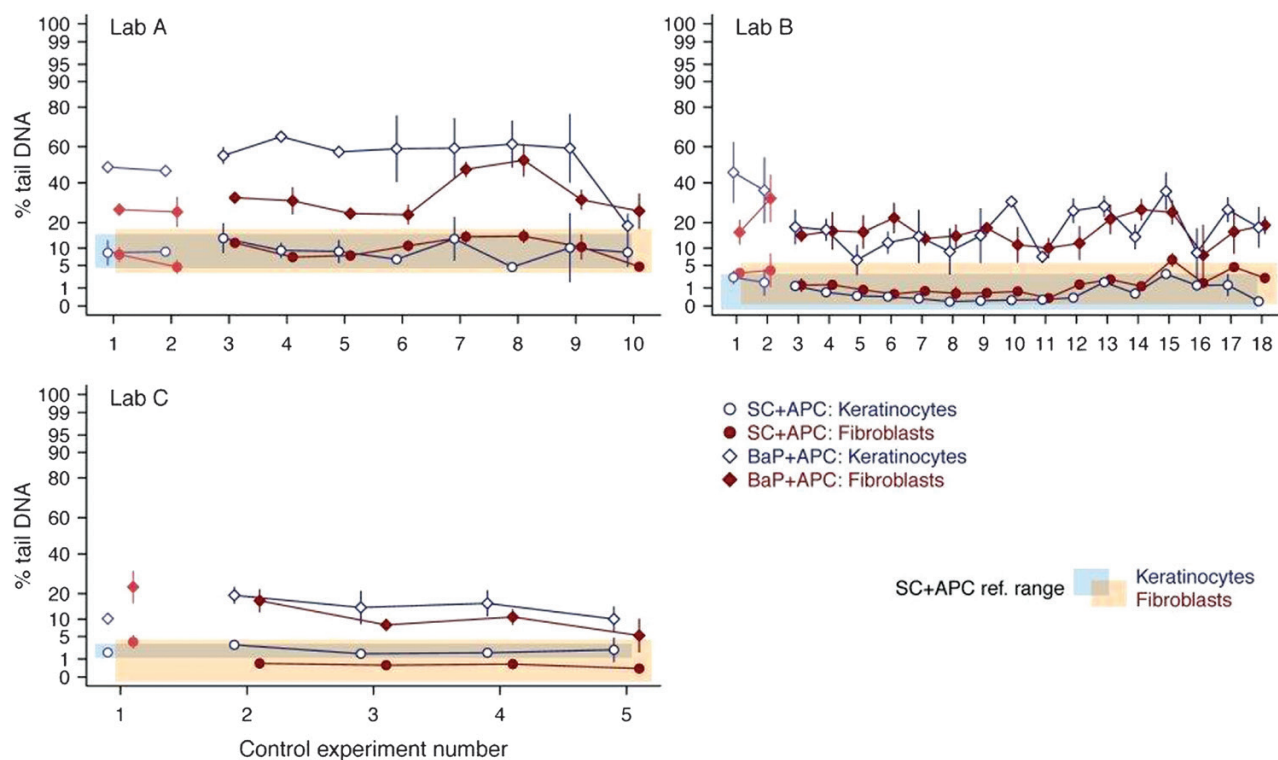 Lab A
% tail DNA
100
99
95
90
80
60
40
20
10
5
1
0
1 2 3 4 5 6 7 8 9 10
Lab B
100
99
95
90
80
60
40
20
10
5
1
0
1 2 3 4 5 6 7 8 9 10 11 12 13 14 15 16 17 18
Lab C
% tail DNA
100
99
95
90
80
60
40
20
10
5
1
0
1 2 3 4 5
Control experiment number
SC+APC: Keratinocytes
SC+APC: Fibroblasts
BaP+APC: Keratinocytes
BaP+APC: Fibroblasts
SC+APC ref. range
Keratinocytes
Fibroblasts